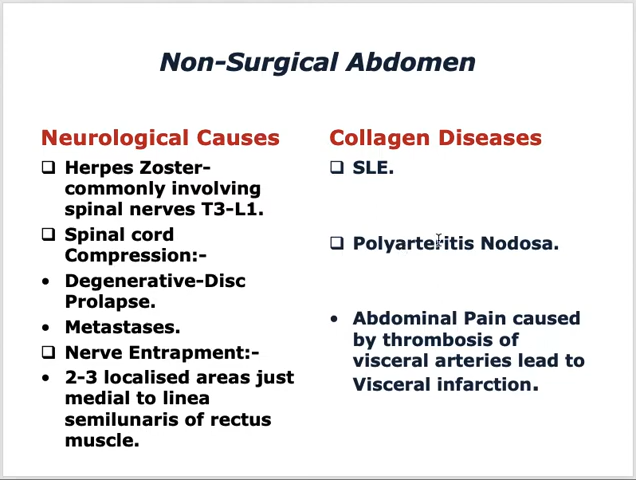 Non-Surgical Abdomen
Neurological Causes
❑ Herpes Zoster-
commonly involving
spinal nerves T3-L1.
❑ Spinal cord
Compression:-
• Degenerative-Disc
Prolapse.
• Metastases.
❑ Nerve Entrapment:-
• 2-3 localised areas just
medial to linea
semilunaris of rectus
muscle.
Collagen Diseases
❑ SLE.
❑ Polyarteritis Nodosa.
• Abdominal Pain caused
by thrombosis of
visceral arteries lead to
Visceral infarction.